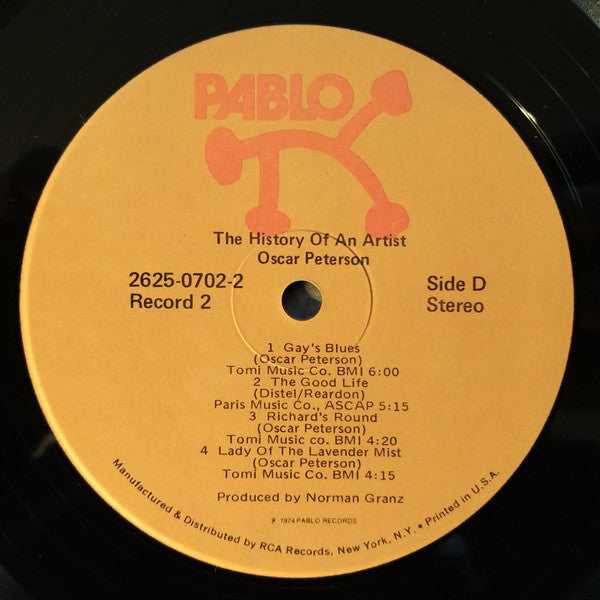 PABLO
The History Of An Artist
Oscar Peterson
2625-0702-2
Record 2
Side D
Stereo
1 Gay's Blues
(Oscar Peterson)
Tomi Music Co. BMI 6:00
2 The Good Life
(Distel/Reardon)
Paris Music Co., ASCAP 5:15
3 Richard's Round
(Oscar Peterson)
Tomi Music co. BMI 4:20
4 Lady Of The Lavender Mist
(Oscar Peterson)
Tomi Music Co. BMI 4:15
Produced by Norman Granz
℗ 1974 PABLO RECORDS
Manufactured & Distributed by RCA Records, New York, N.Y. • Printed in U.S.A.